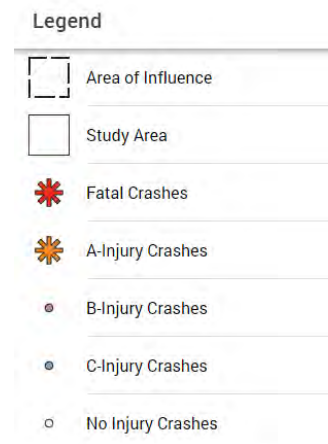 Legend
Area of Influence
Study Area
Fatal Crashes
A-Injury Crashes
B-Injury Crashes
C-Injury Crashes
No Injury Crashes